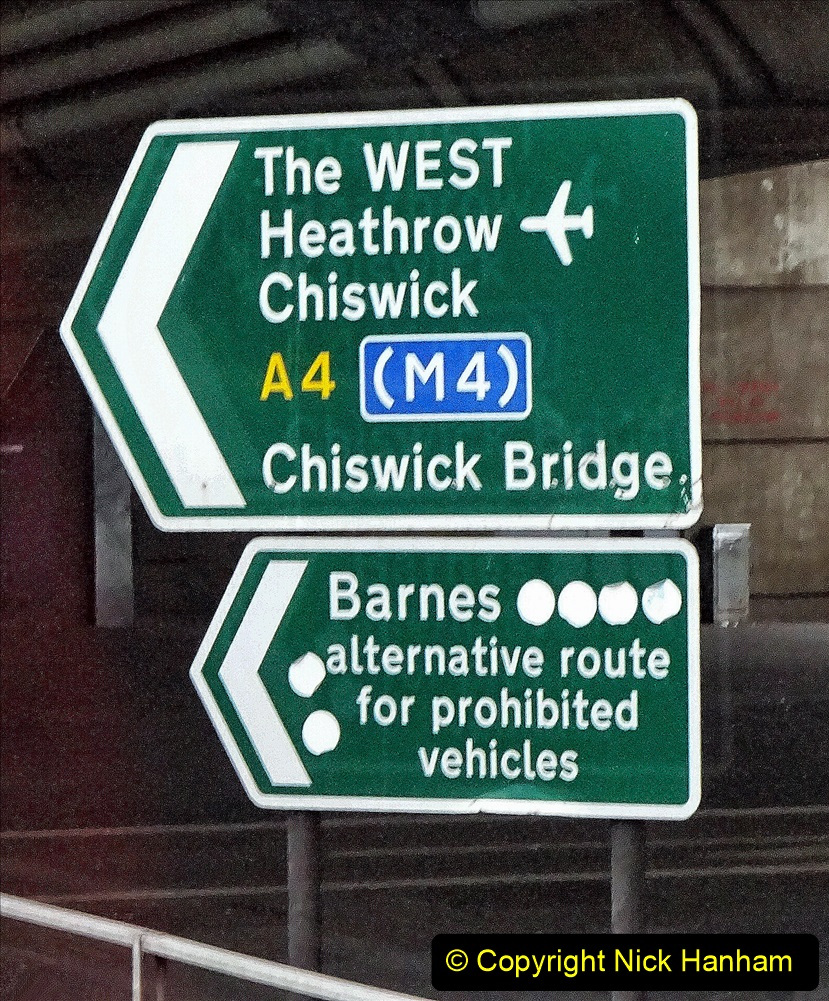 The WEST
Heathrow
Chiswick
A4 (M4)
Chiswick Bridge
Barnes
alternative route
for prohibited
vehicles
© Copyright Nick Hanham